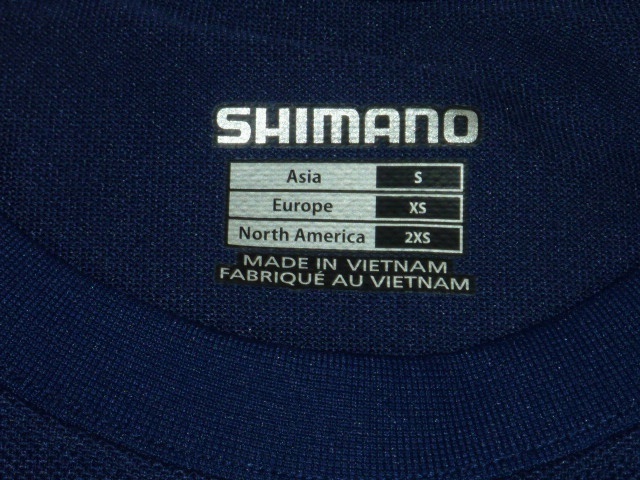 SHIMANO
Asia S
Europe XS
North America 2XS
MADE IN VIETNAM
FABRIQUÉ AU VIETNAM